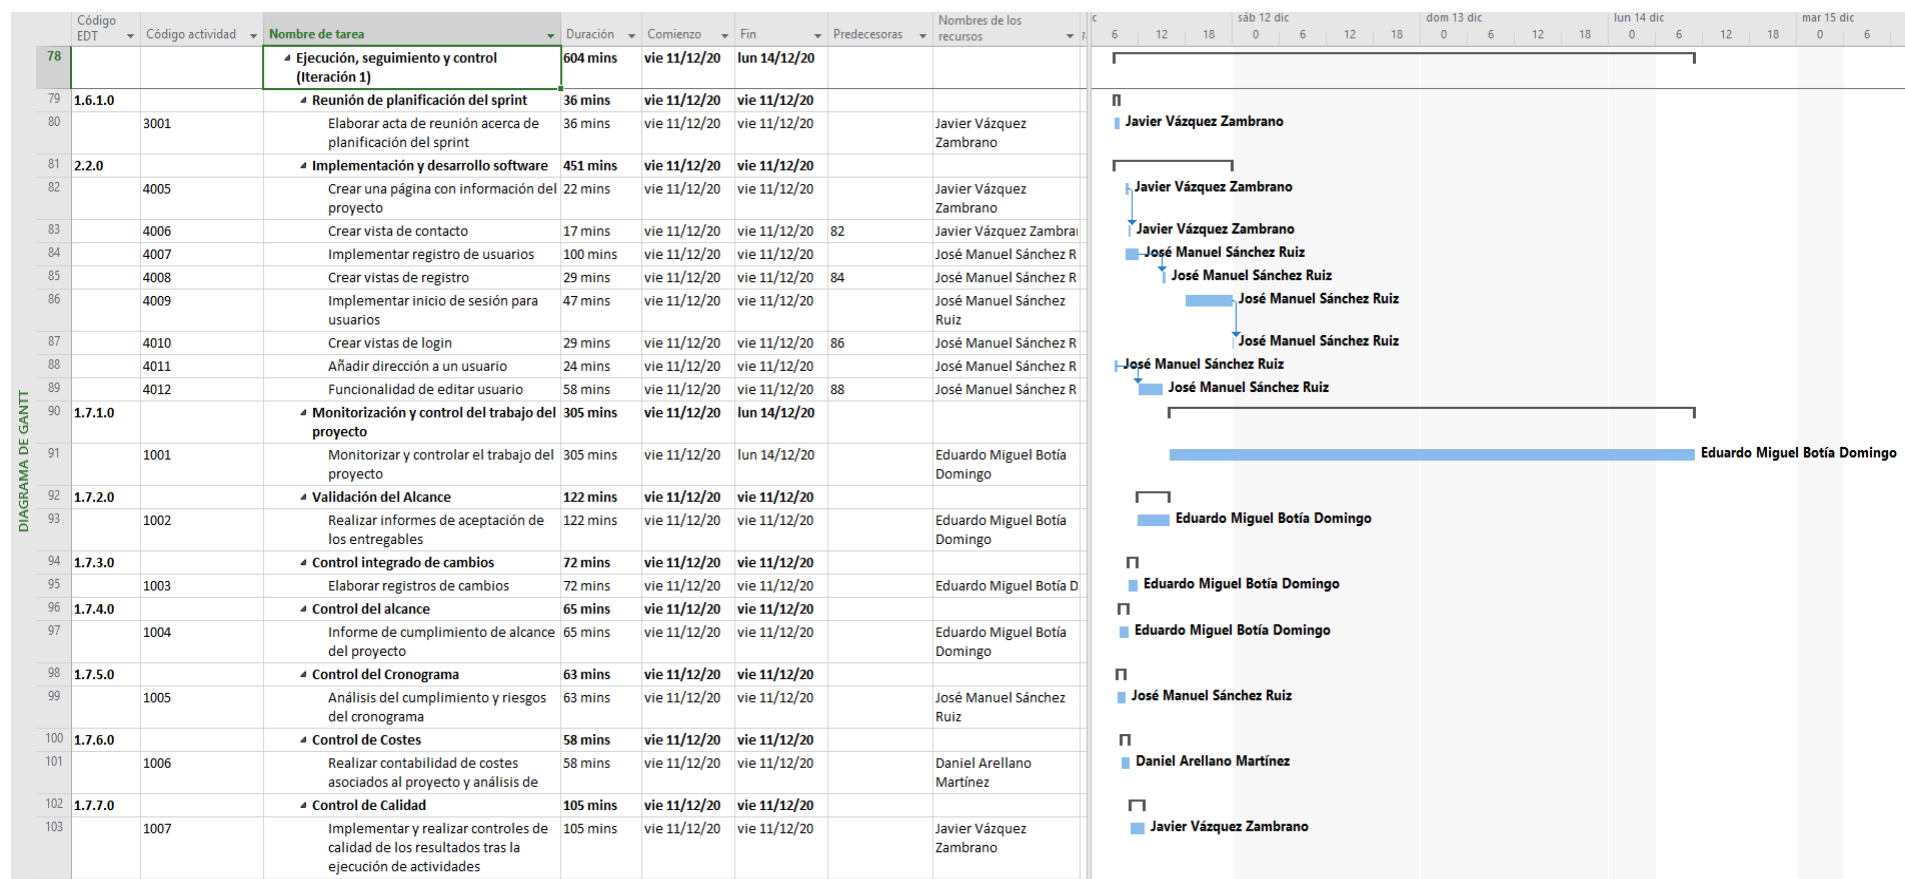 Código EDT	Código actividad	Nombre de tarea	Duración	Comienzo	Fin	Predecesoras	Nombres de los recursos
sáb 12 dic	dom 13 dic	lun 14 dic	mar 15 dic
6 12 18 0 6 12 18 0 6 12 18 0 6 12 18 0 6
DIAGRAMA DE GANTT
78	Ejecución, seguimiento y control (Iteración 1)	604 mins	vie 11/12/20	lun 14/12/20
79	1.6.1.0	Reunión de planificación del sprint	36 mins	vie 11/12/20	vie 11/12/20
80	3001	Elaborar acta de reunión acerca de planificación del sprint	36 mins	vie 11/12/20	vie 11/12/20	Javier Vázquez Zambrano	Javier Vázquez Zambrano
81	2.2.0	Implementación y desarrollo software	451 mins	vie 11/12/20	vie 11/12/20
82	4005	Crear una página con información del proyecto	22 mins	vie 11/12/20	vie 11/12/20	Javier Vázquez Zambrano	Javier Vázquez Zambrano
83	4006	Crear vista de contacto	17 mins	vie 11/12/20	vie 11/12/20	82	Javier Vázquez Zambra	Javier Vázquez Zambrano
84	4007	Implementar registro de usuarios	100 mins	vie 11/12/20	vie 11/12/20	José Manuel Sánchez R	José Manuel Sánchez Ruiz
85	4008	Crear vistas de registro	29 mins	vie 11/12/20	vie 11/12/20	84	José Manuel Sánchez R	José Manuel Sánchez Ruiz
86	4009	Implementar inicio de sesión para usuarios	47 mins	vie 11/12/20	vie 11/12/20	José Manuel Sánchez Ruiz	José Manuel Sánchez Ruiz
87	4010	Crear vistas de login	29 mins	vie 11/12/20	vie 11/12/20	86	José Manuel Sánchez R	José Manuel Sánchez Ruiz
88	4011	Añadir dirección a un usuario	24 mins	vie 11/12/20	vie 11/12/20	José Manuel Sánchez R	José Manuel Sánchez Ruiz
89	4012	Funcionalidad de editar usuario	58 mins	vie 11/12/20	vie 11/12/20	88	José Manuel Sánchez R	José Manuel Sánchez Ruiz
90	1.7.1.0	Monitorización y control del trabajo del proyecto	305 mins	vie 11/12/20	lun 14/12/20
91	1001	Monitorizar y controlar el trabajo del proyecto	305 mins	vie 11/12/20	lun 14/12/20	Eduardo Miguel Botía Domingo	Eduardo Miguel Botía Domingo
92	1.7.2.0	Validación del Alcance	122 mins	vie 11/12/20	vie 11/12/20
93	1002	Realizar informes de aceptación de los entregables	122 mins	vie 11/12/20	vie 11/12/20	Eduardo Miguel Botía Domingo	Eduardo Miguel Botía Domingo
94	1.7.3.0	Control integrado de cambios	72 mins	vie 11/12/20	vie 11/12/20
95	1003	Elaborar registros de cambios	72 mins	vie 11/12/20	vie 11/12/20	Eduardo Miguel Botía D	Eduardo Miguel Botía Domingo
96	1.7.4.0	Control del alcance	65 mins	vie 11/12/20	vie 11/12/20
97	1004	Informe de cumplimiento de alcance del proyecto	65 mins	vie 11/12/20	vie 11/12/20	Eduardo Miguel Botía Domingo	Eduardo Miguel Botía Domingo
98	1.7.5.0	Control del Cronograma	63 mins	vie 11/12/20	vie 11/12/20
99	1005	Análisis del cumplimiento y riesgos del cronograma	63 mins	vie 11/12/20	vie 11/12/20	José Manuel Sánchez Ruiz	José Manuel Sánchez Ruiz
100	1.7.6.0	Control de Costes	58 mins	vie 11/12/20	vie 11/12/20
101	1006	Realizar contabilidad de costes asociados al proyecto y análisis de	58 mins	vie 11/12/20	vie 11/12/20	Daniel Arellano Martínez	Daniel Arellano Martínez
102	1.7.7.0	Control de Calidad	105 mins	vie 11/12/20	vie 11/12/20
103	1007	Implementar y realizar controles de calidad de los resultados tras la ejecución de actividades	105 mins	vie 11/12/20	vie 11/12/20	Javier Vázquez Zambrano	Javier Vázquez Zambrano